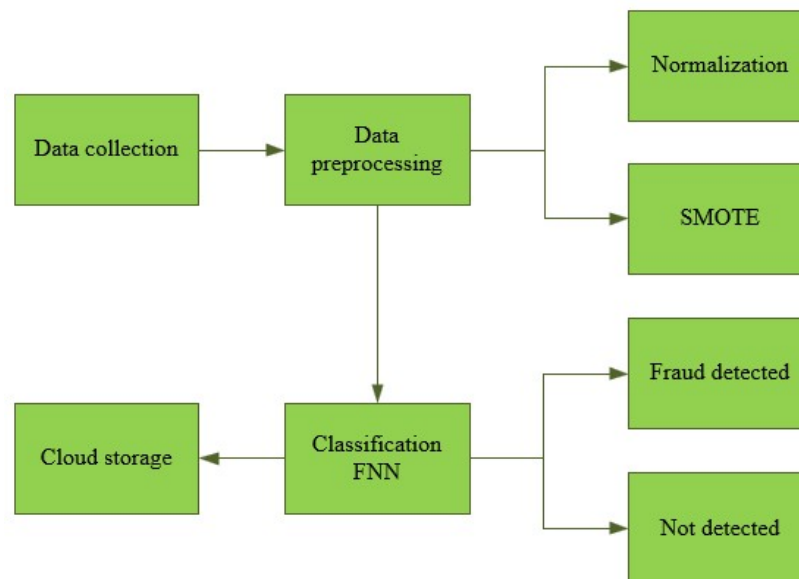 Normalization
Data collection
Data
preprocessing
SMOTE
Fraud detected
Cloud storage
Classification
FNN
Not detected